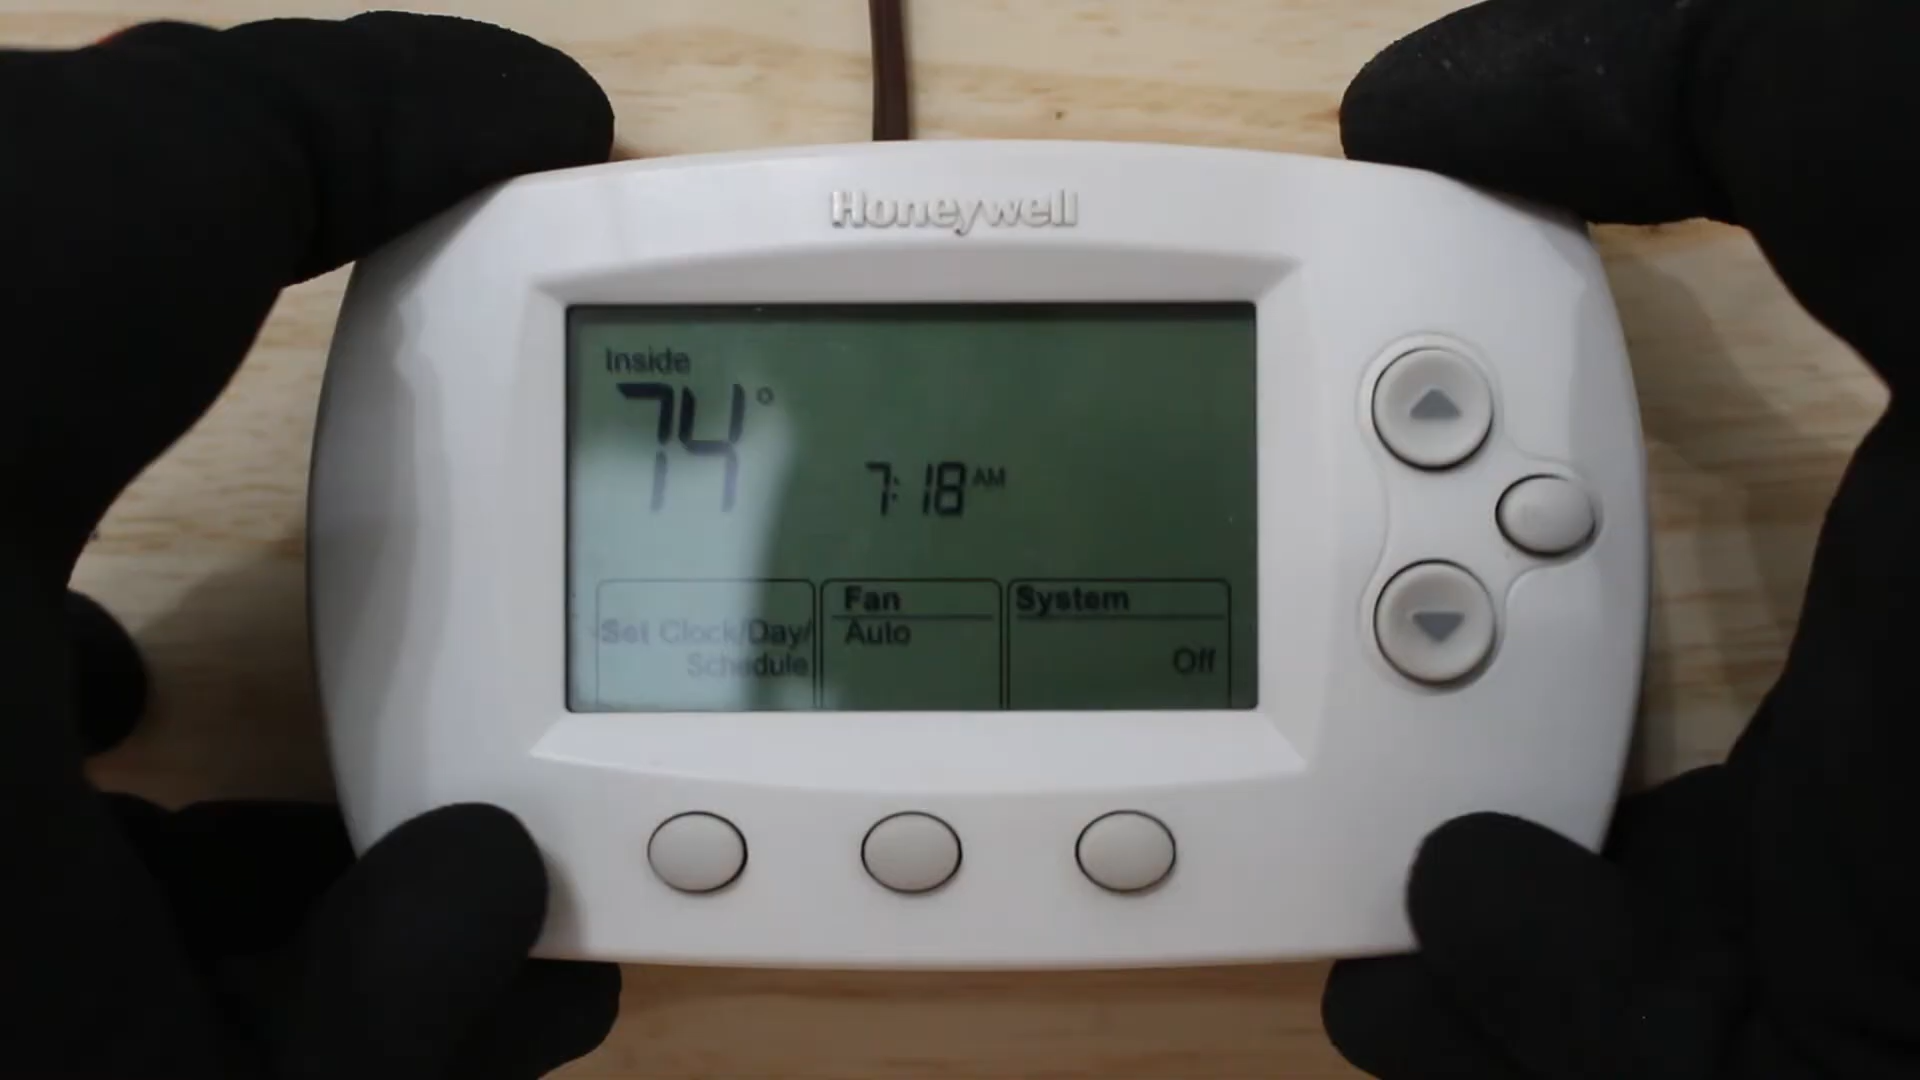 Honeywell
Inside
74°
7:18 AM
Set Clock/Day/
Schedule
Fan
Auto
System
Off